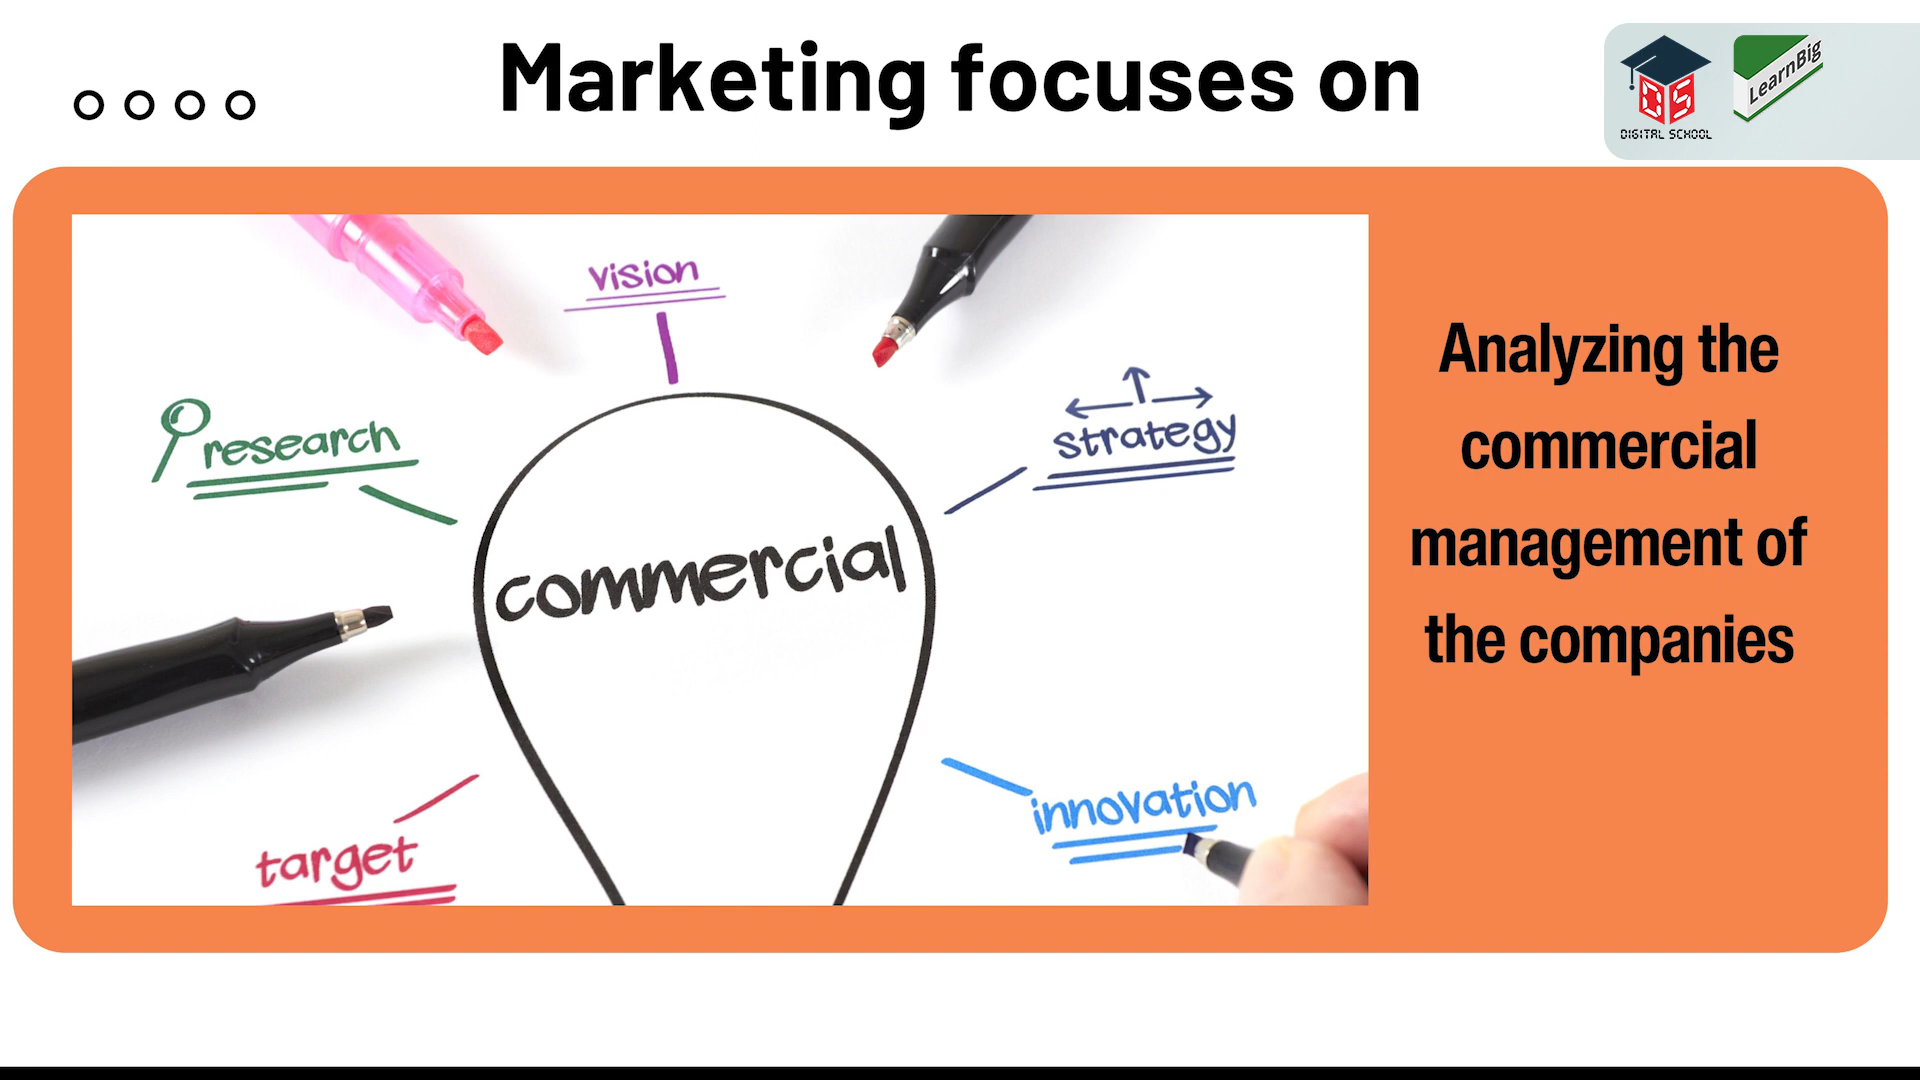 Marketing focuses on
DIGITAL SCHOOL
LearnBig
vision
research
strategy
commercial
innovation
target
Analyzing the
commercial
management of
the companies